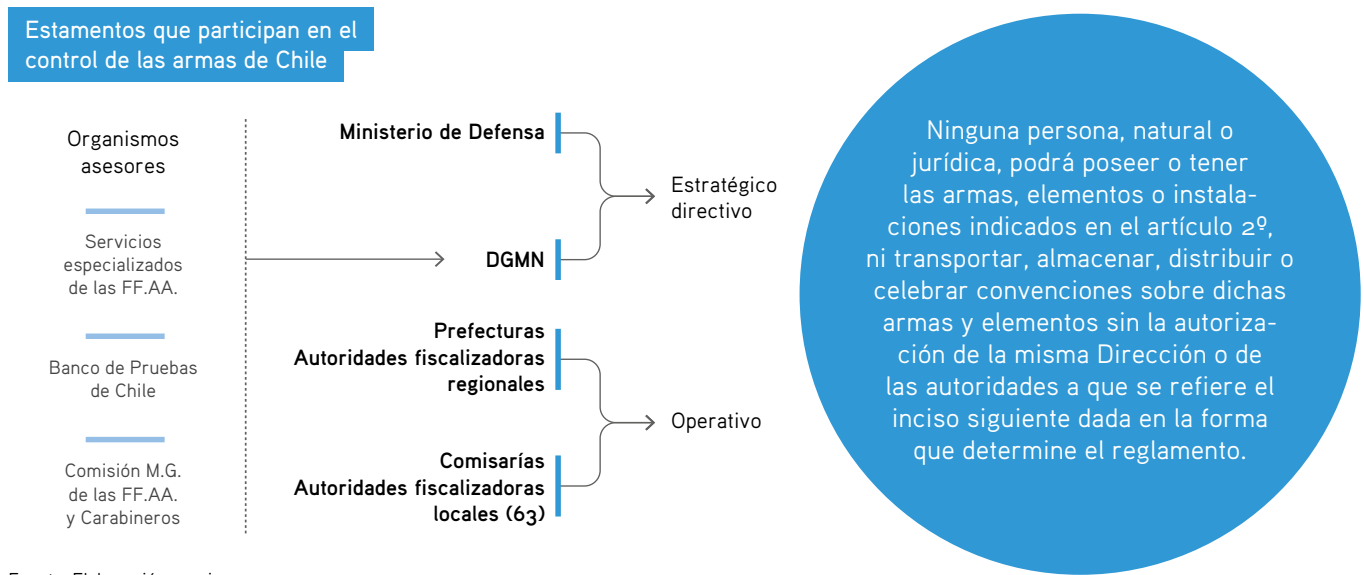 Estamentos que participan en el
control de las armas de Chile
Organismos
asesores
Servicios
especializados
de las FF.AA.
Banco de Pruebas
de Chile
Comisión M.G.
de las FF.AA.
y Carabineros
Ministerio de Defensa
DGMN
Estratégico
directivo
Prefecturas
Autoridades fiscalizadoras
regionales
Comisarías
Autoridades fiscalizadoras
locales (63)
Operativo
Ninguna persona, natural o
jurídica, podrá poseer o tener
las armas, elementos o instala-
ciones indicados en el artículo 2º,
ni transportar, almacenar, distribuir o
celebrar convenciones sobre dichas
armas y elementos sin la autoriza-
ción de la misma Dirección o de
las autoridades a que se refiere el
inciso siguiente dada en la forma
que determine el reglamento.